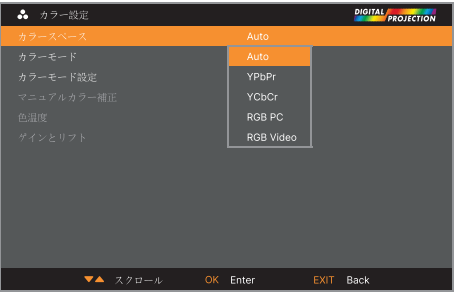 カラー設定
DIGITAL PROJECTION
カラースペース Auto
カラーモード Auto
カラーモード設定 YPbPr
マニュアルカラー補正 YCbCr
色温度 RGB PC
ゲインとリフト RGB Video
スクロール OK Enter EXIT Back